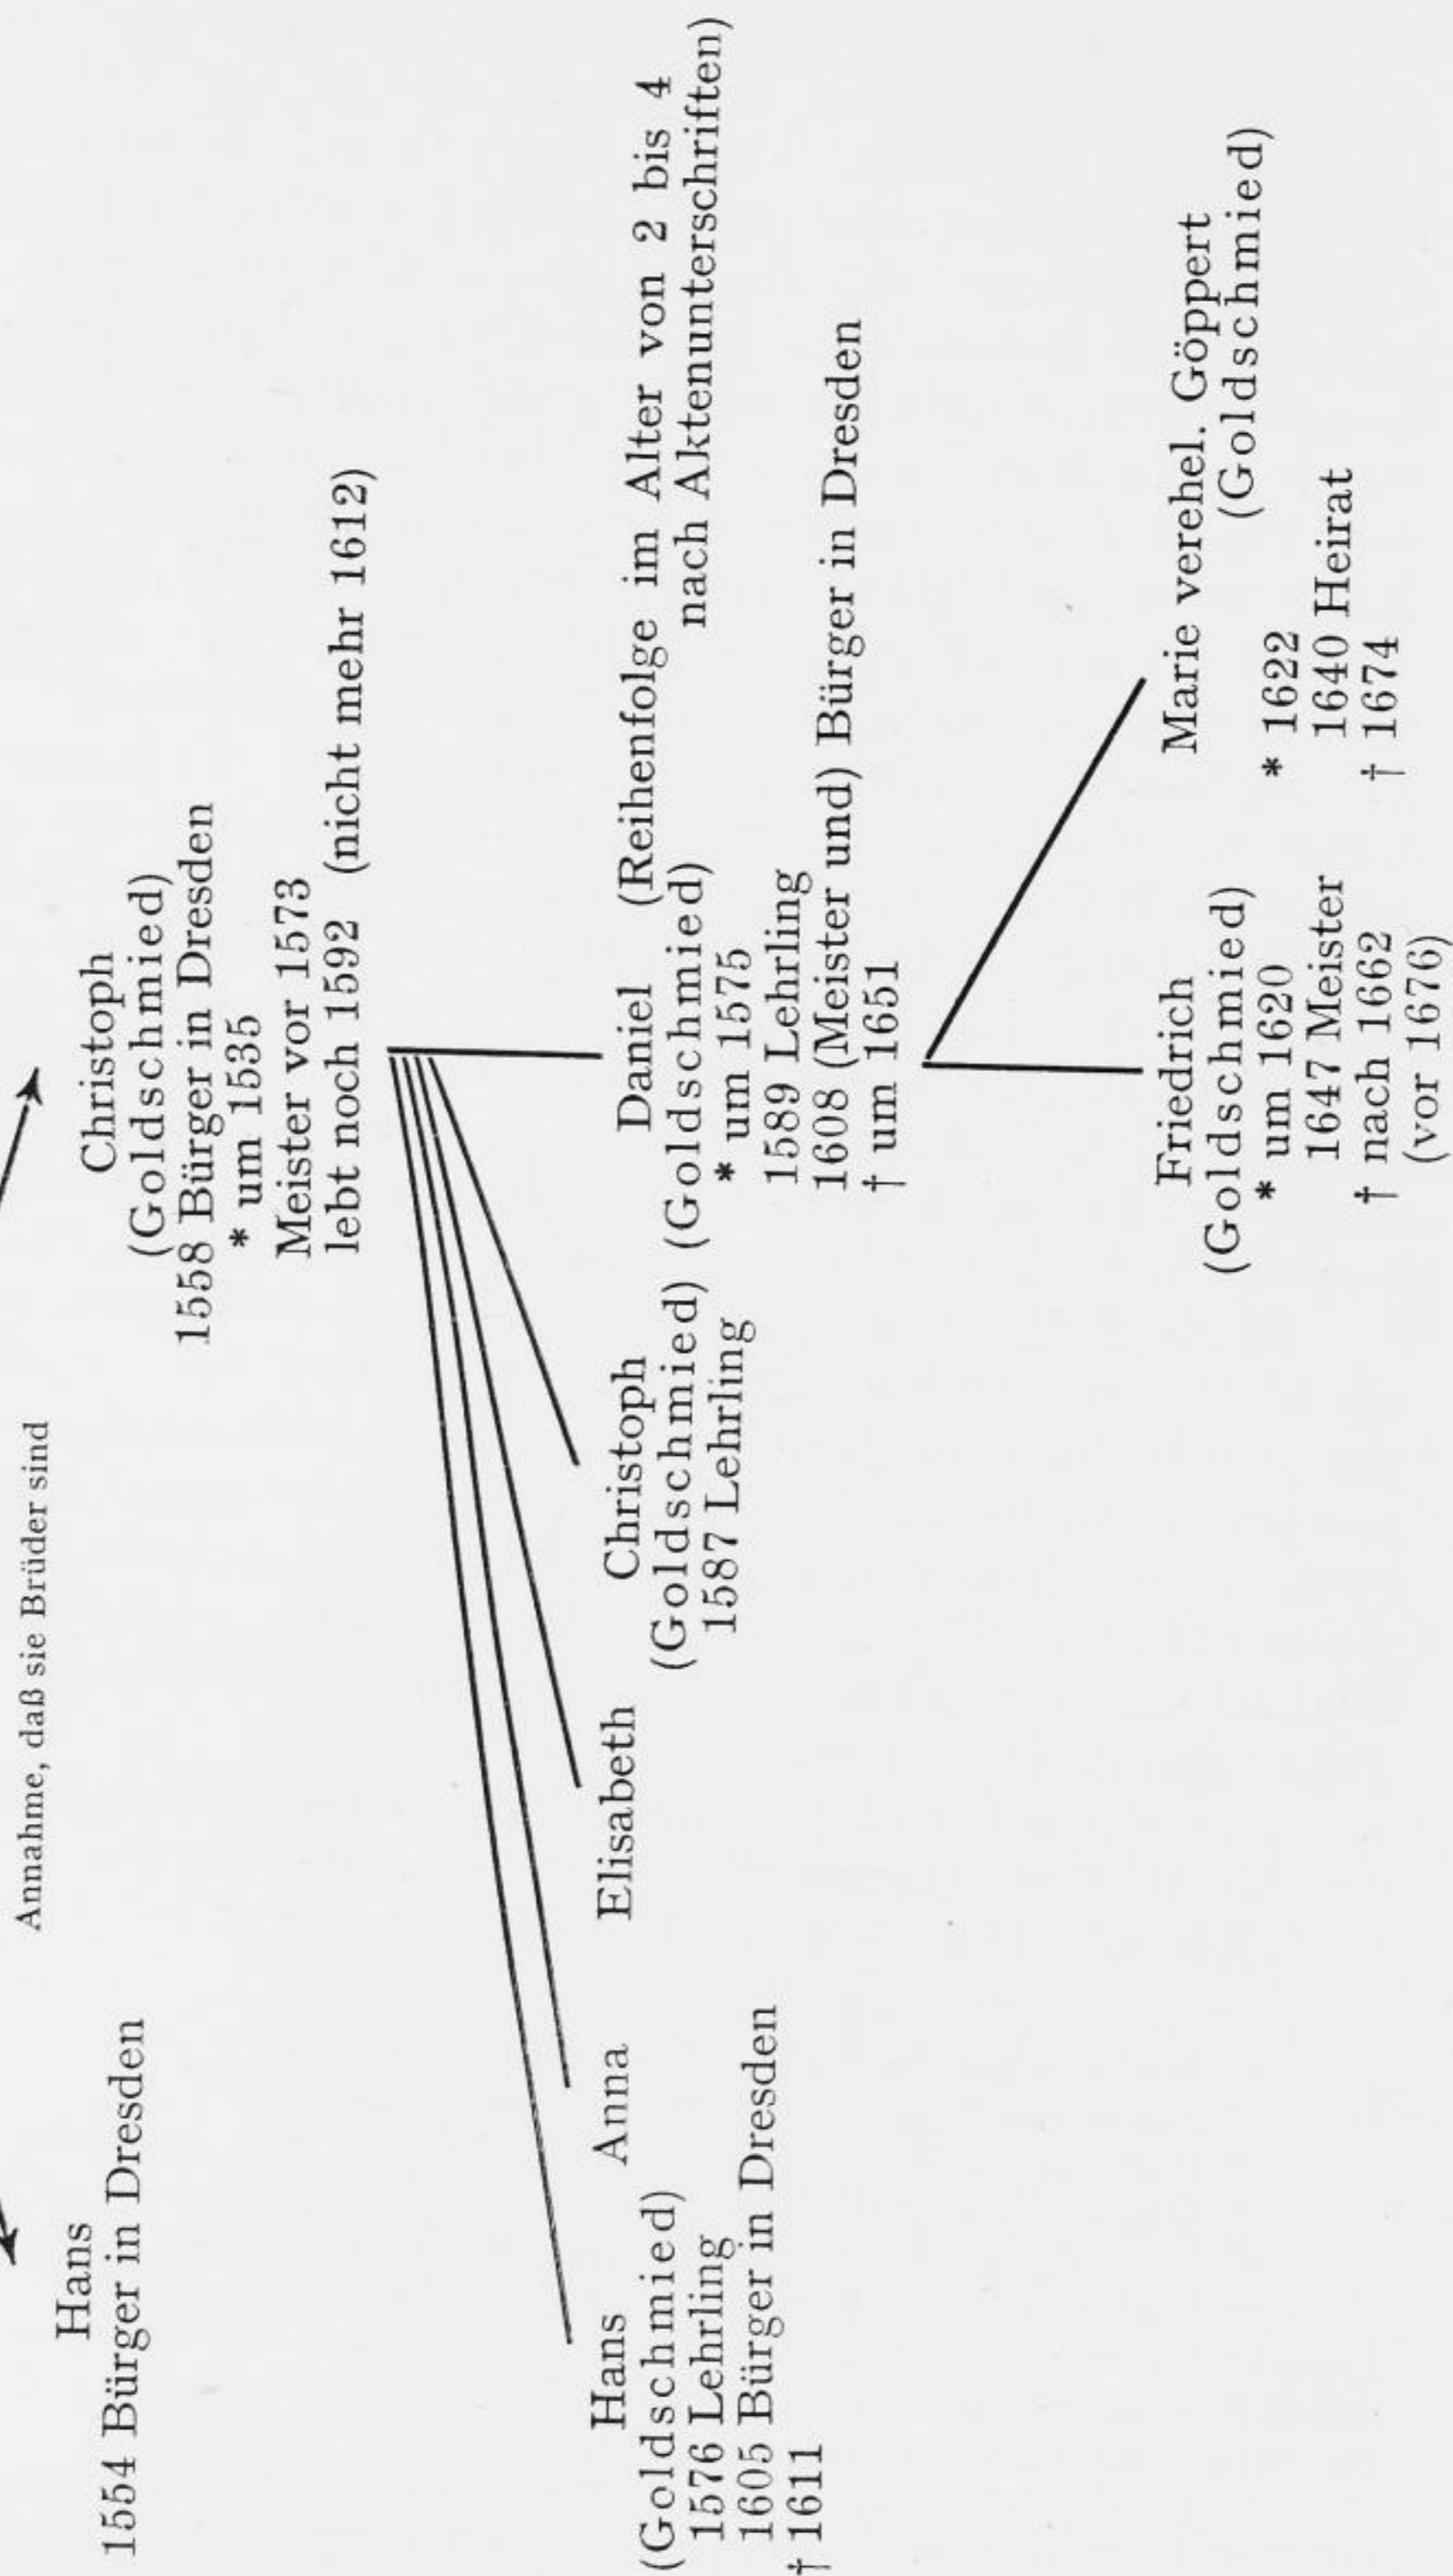 Annahme, daß sie Brüder sind
Hans
1554 Bürger in Dresden
Christoph
(Goldschmied)
1558 Bürger in Dresden
* um 1535
Meister vor 1573
lebt noch 1592 (nicht mehr 1612)
Hans
(Goldschmied)
1576 Lehrling
1605 Bürger in Dresden
† 1611
Anna
Elisabeth
Christoph
(Goldschmied)
1587 Lehrling
Daniel
(Goldschmied)
* um 1575
1589 Lehrling
1608 (Meister und) Bürger in Dresden
† um 1651
(Reihenfolge im Alter von 2 bis 4
nach Aktenunterschriften)
Friedrich
(Goldschmied)
* um 1620
1647 Meister
† nach 1662
(vor 1676)
Marie verehel. Göppert
(Goldschmied)
* 1622
1640 Heirat
† 1674